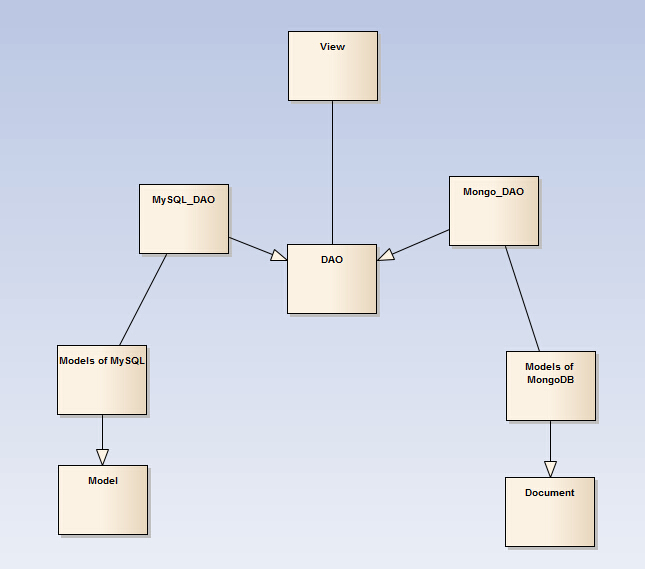 View
MySQL_DAO
Mongo_DAO
DAO
Models of MySQL
Models of
MongoDB
Model
Document